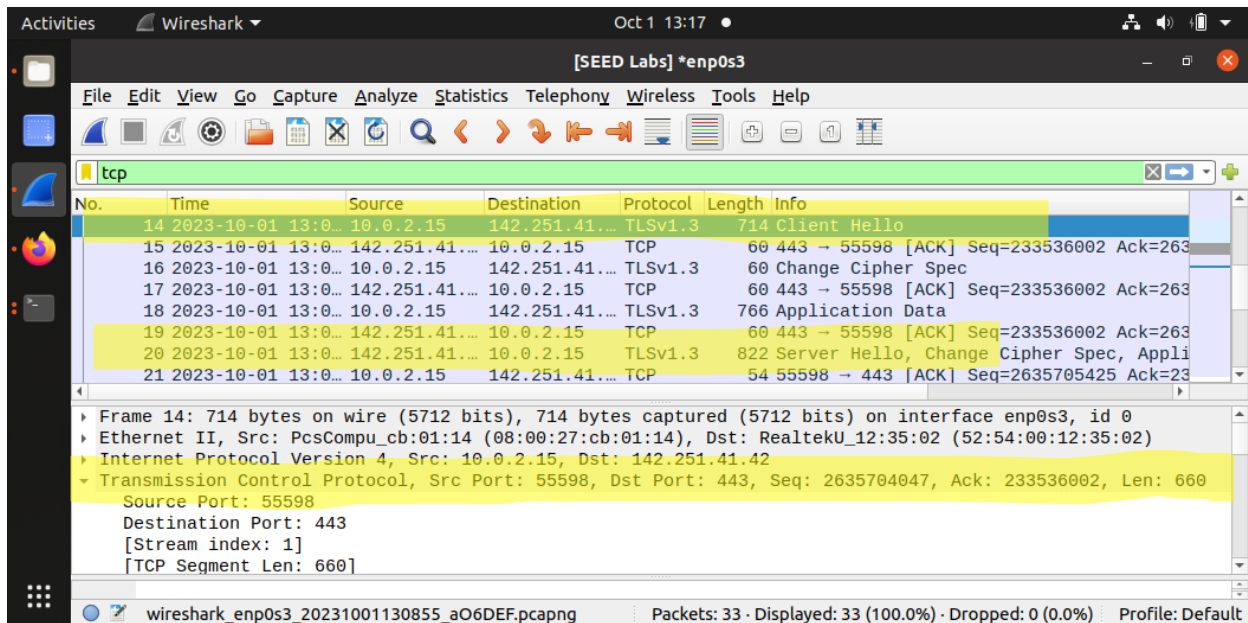 Activities Wireshark Oct 1 13:17
[SEED Labs] *enp0s3
File Edit View Go Capture Analyze Statistics Telephony Wireless Tools Help
tcp
No. Time Source Destination Protocol Length Info
14 2023-10-01 13:0… 10.0.2.15 142.251.41.… TLSv1.3 714 Client Hello
15 2023-10-01 13:0… 142.251.41.… 10.0.2.15 TCP 60 443 → 55598 [ACK] Seq=233536002 Ack=263
16 2023-10-01 13:0… 10.0.2.15 142.251.41.… TLSv1.3 60 Change Cipher Spec
17 2023-10-01 13:0… 142.251.41.… 10.0.2.15 TCP 60 443 → 55598 [ACK] Seq=233536002 Ack=263
18 2023-10-01 13:0… 10.0.2.15 142.251.41.… TLSv1.3 766 Application Data
19 2023-10-01 13:0… 142.251.41.… 10.0.2.15 TCP 60 443 → 55598 [ACK] Seq=233536002 Ack=263
20 2023-10-01 13:0… 142.251.41.… 10.0.2.15 TLSv1.3 822 Server Hello, Change Cipher Spec, Appli
21 2023-10-01 13:0… 10.0.2.15 142.251.41.… TCP 54 55598 → 443 [ACK] Seq=2635705425 Ack=23
Frame 14: 714 bytes on wire (5712 bits), 714 bytes captured (5712 bits) on interface enp0s3, id 0
Ethernet II, Src: PcsCompu_cb:01:14 (08:00:27:cb:01:14), Dst: RealtekU_12:35:02 (52:54:00:12:35:02)
Internet Protocol Version 4, Src: 10.0.2.15, Dst: 142.251.41.42
Transmission Control Protocol, Src Port: 55598, Dst Port: 443, Seq: 2635704047, Ack: 233536002, Len: 660
Source Port: 55598
Destination Port: 443
[Stream index: 1]
[TCP Segment Len: 660]
wireshark_enp0s3_20231001130855_aO6DEF.pcapng Packets: 33 · Displayed: 33 (100.0%) · Dropped: 0 (0.0%) Profile: Default